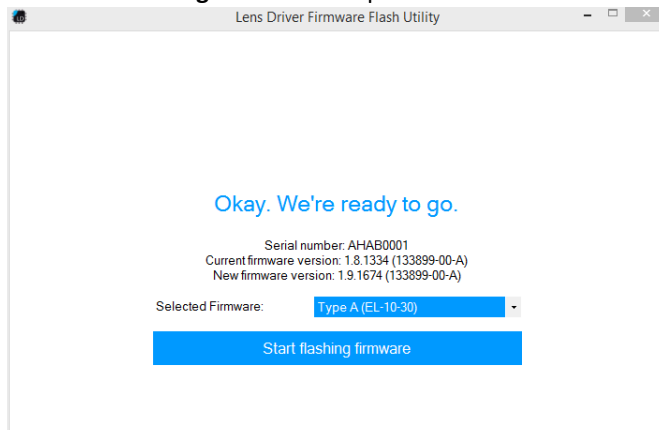 Lens Driver Firmware Flash Utility
Okay. We're ready to go.
Serial number: AHAB0001
Current firmware version: 1.8.1334 (133899-00-A)
New firmware version: 1.9.1674 (133899-00-A)
Selected Firmware: Type A (EL-10-30)
Start flashing firmware